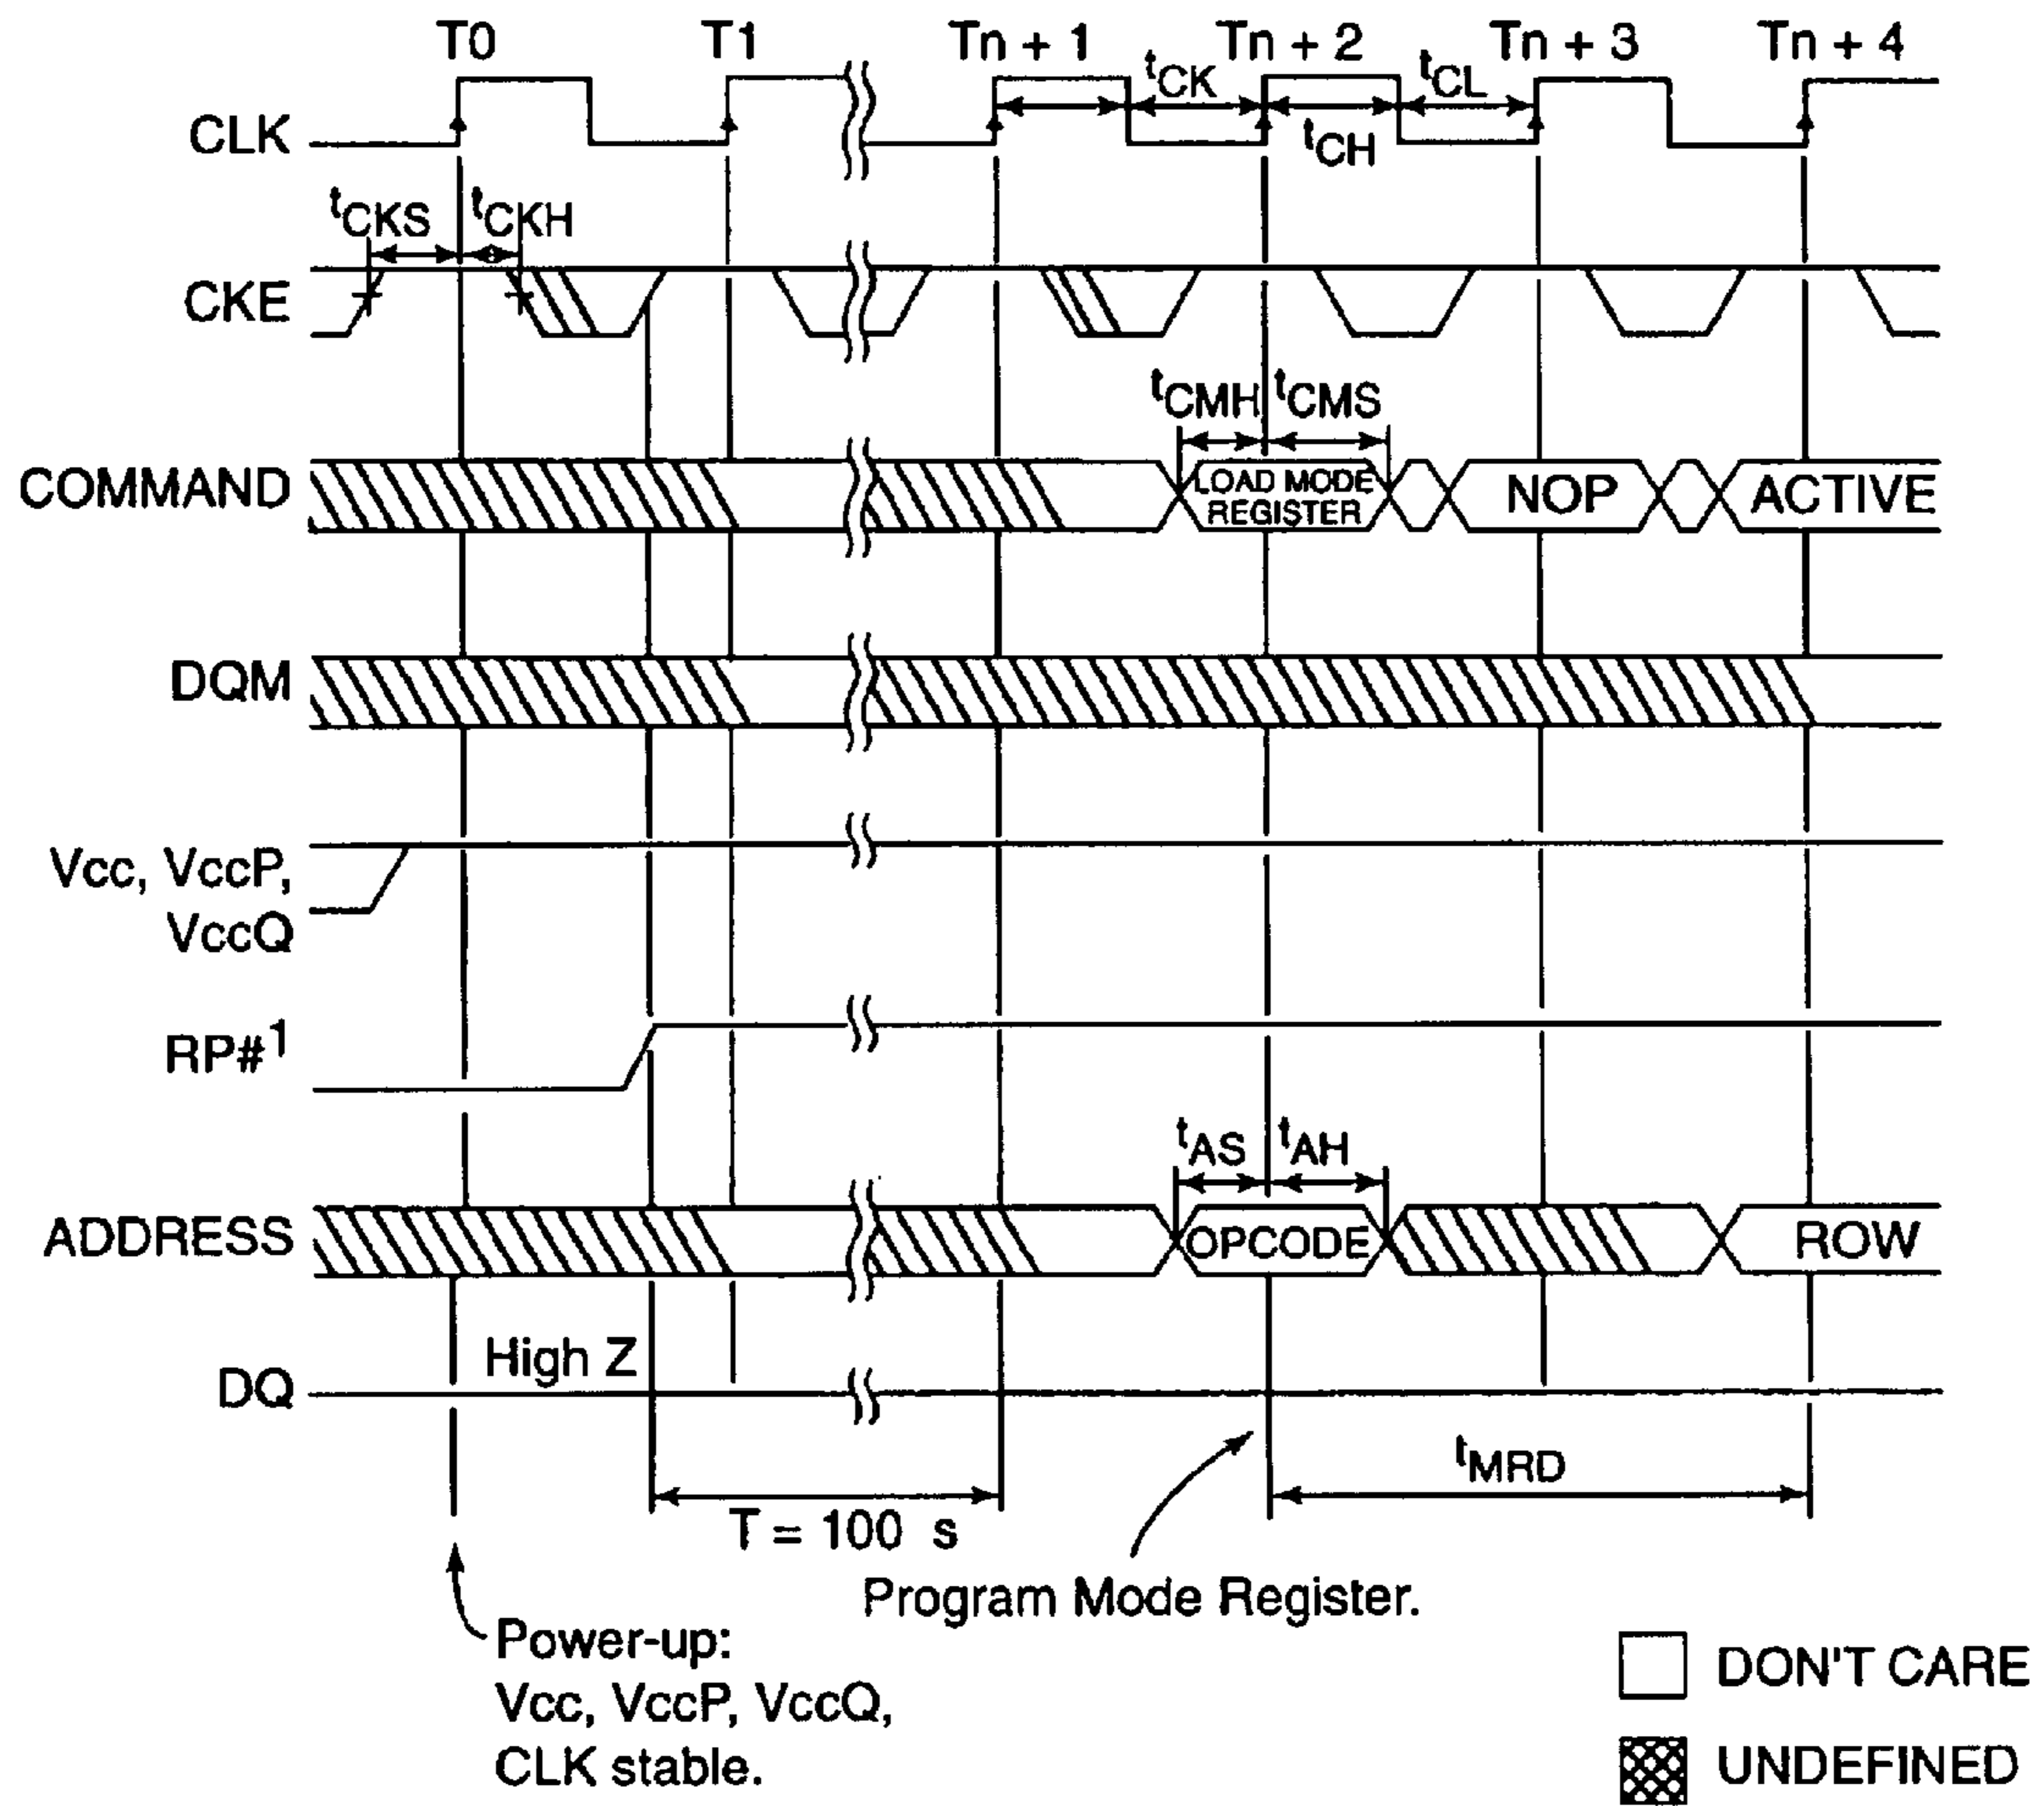 T0 T1 Tn + 1 Tn + 2 Tn + 3 Tn + 4
tCK tCL
CLK
tCH
tCKS tCKH
CKE
tCMH tCMS
COMMAND LOAD MODE REGISTER NOP ACTIVE
DQM
Vcc, VccP,
VccQ
RP#1
tAS tAH
ADDRESS OPCODE ROW
High Z
DQ
tMRD
T = 100 s
Program Mode Register.
Power-up:
Vcc, VccP, VccQ,
CLK stable.
DON'T CARE
UNDEFINED